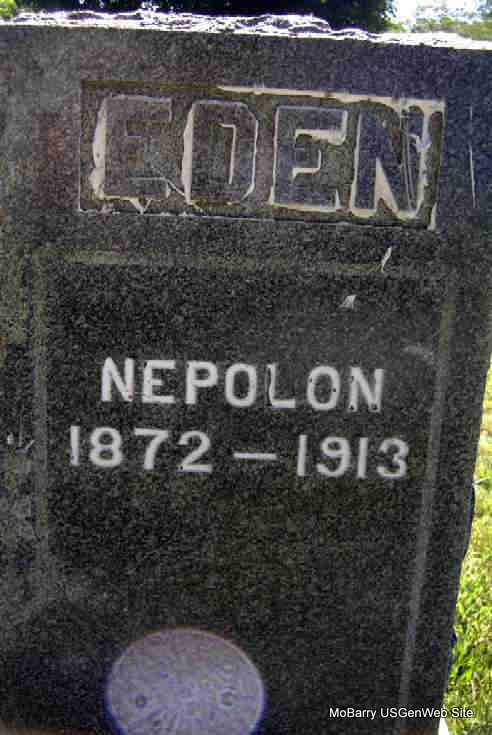 EDEN
NEPOLON
1872 – 1913
MoBarry USGenWeb Site